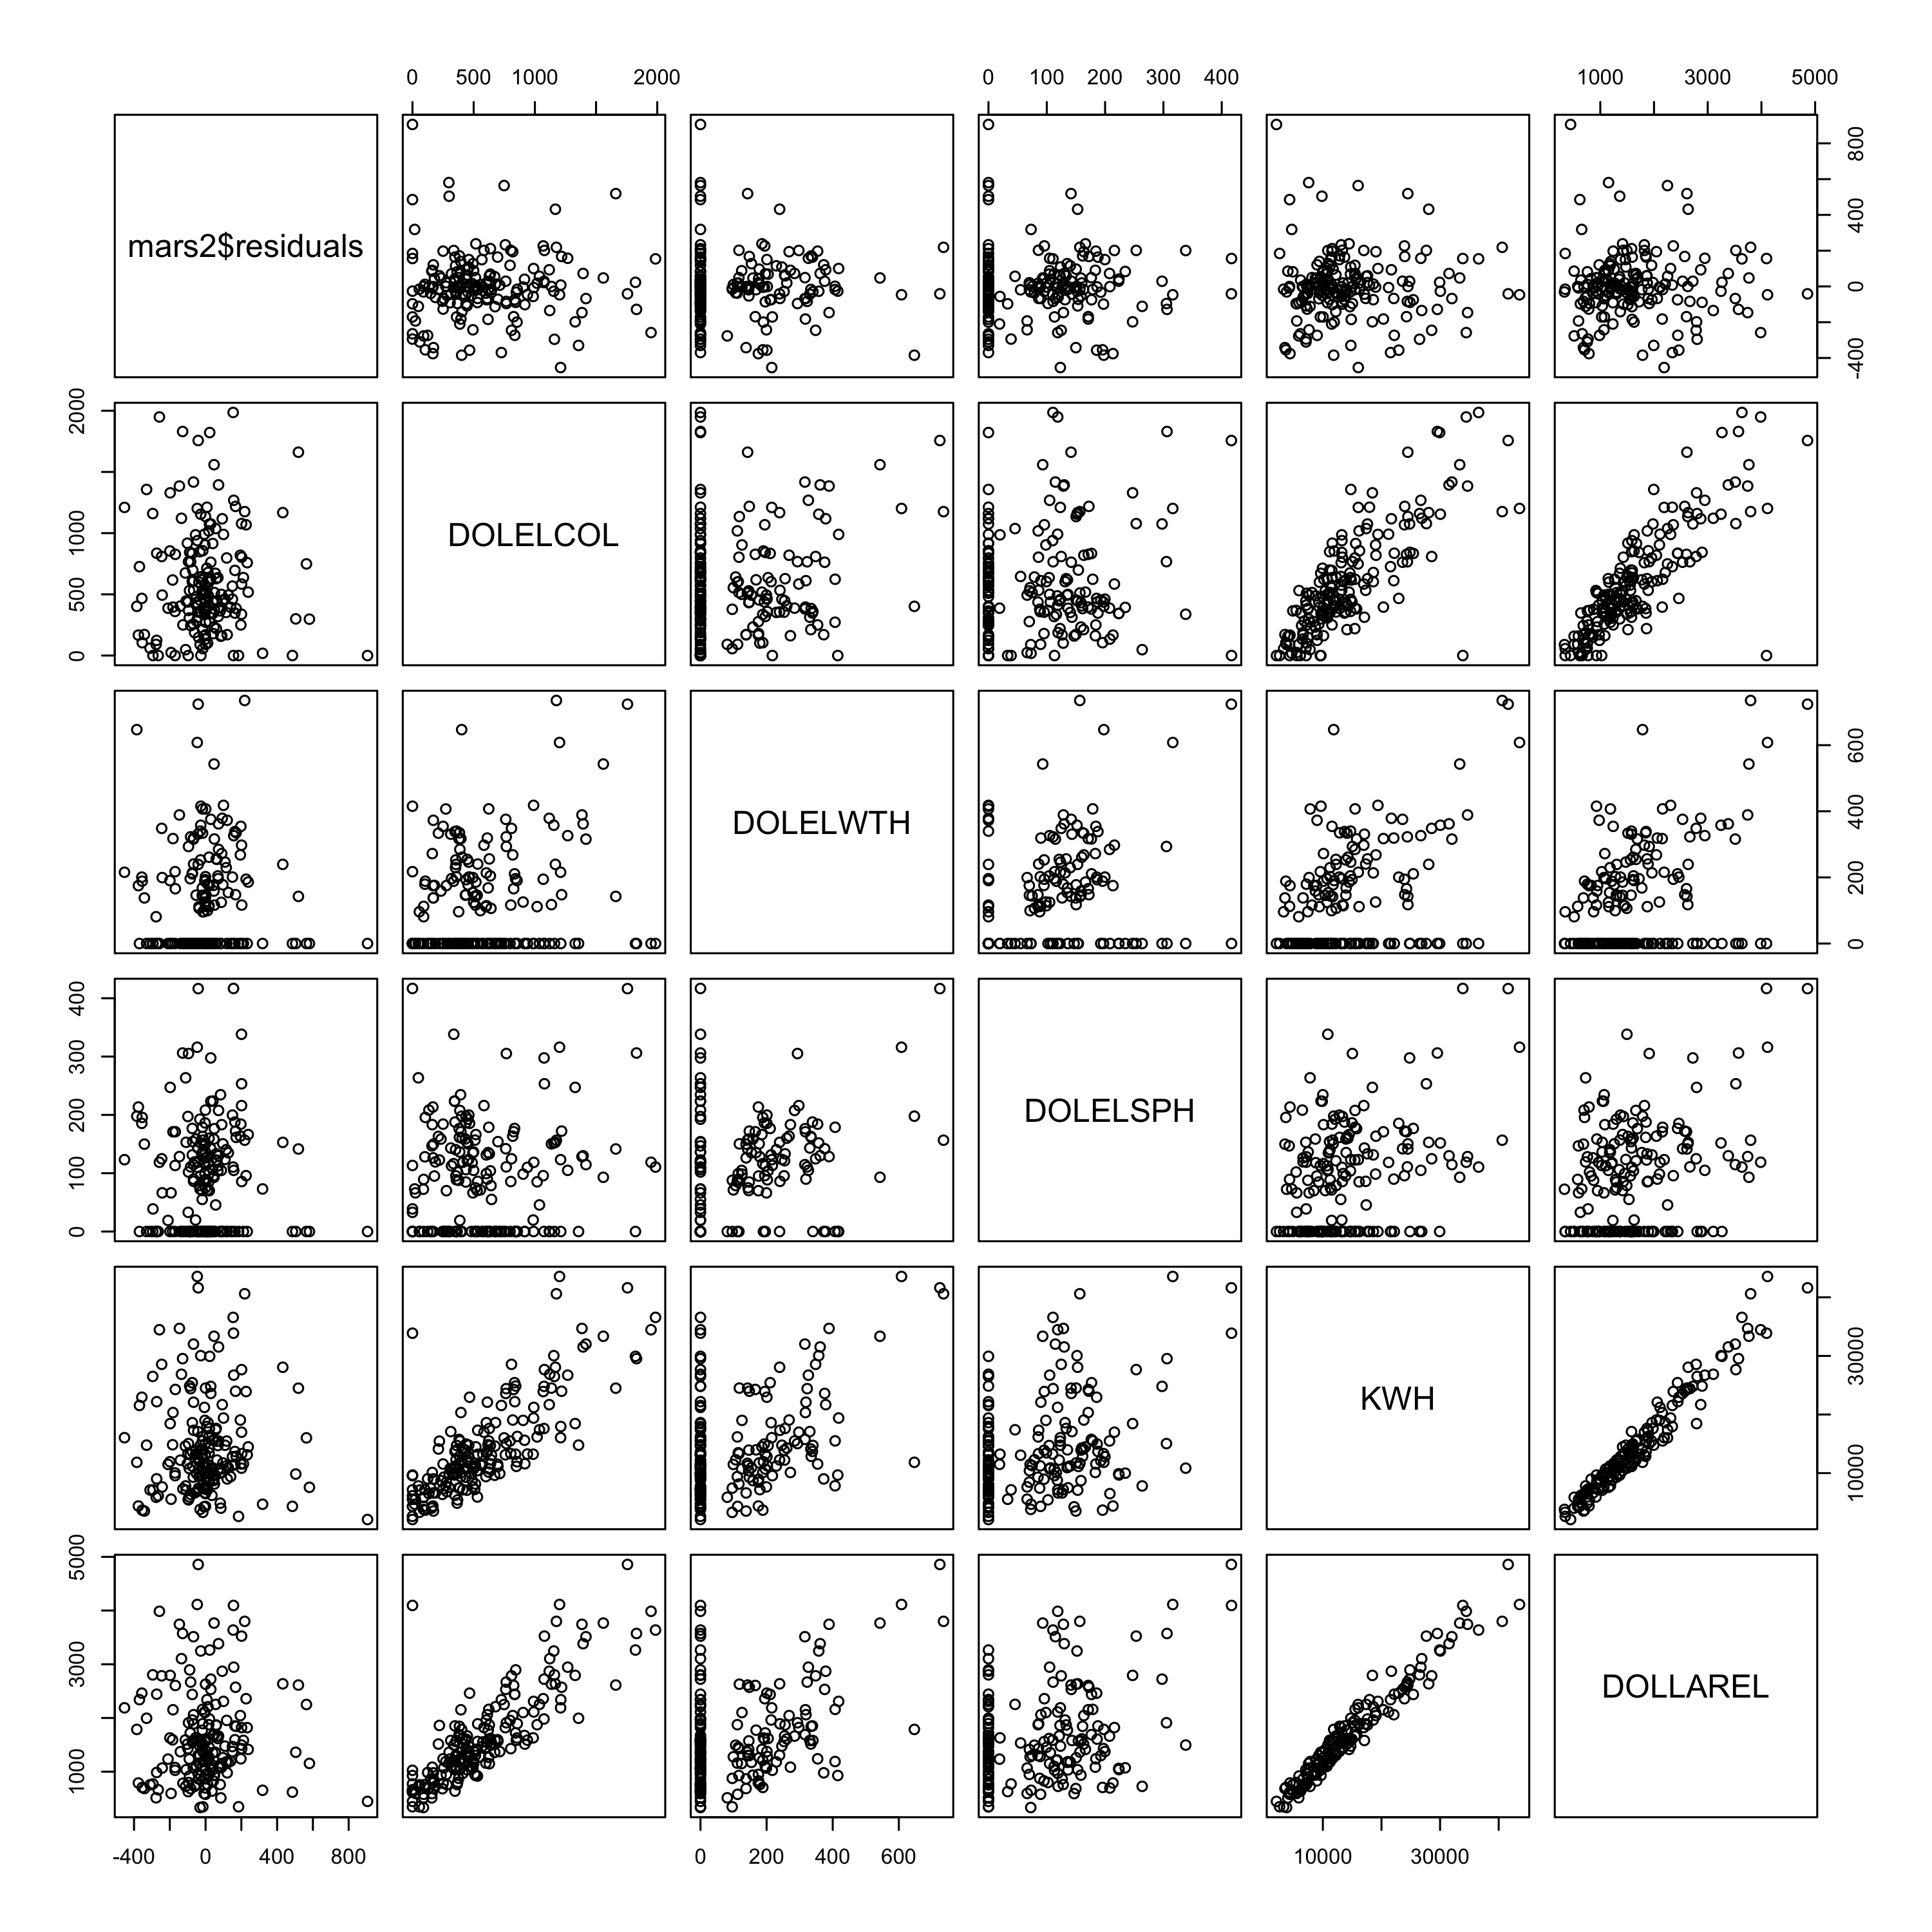 0 500 1000 2000 0 100 200 300 400 1000 3000 5000
mars2$residuals
-400 0 400 800
0 500 1000 2000
DOLELCOL
DOLELWTH
0 200 400 600
0 100 200 300 400
DOLELSPH
KWH
10000 30000
1000 3000 5000
DOLLAREL
-400 0 400 800 0 200 400 600 10000 30000